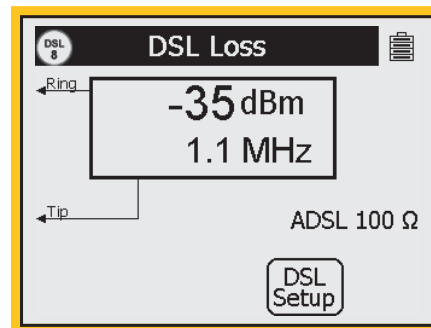 DSL
8
DSL Loss
Ring
-35 dBm
1.1 MHz
Tip
ADSL 100 Ω
DSL
Setup